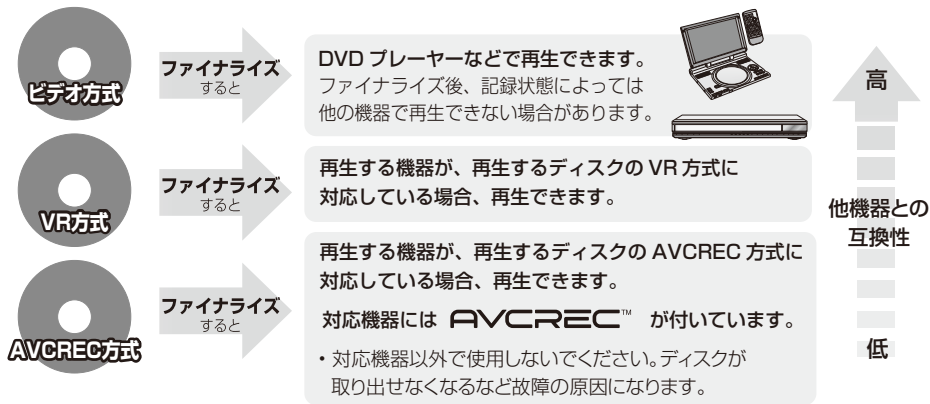 ビデオ方式
ファイナライズ
すると
DVD プレーヤーなどで再生できます。
ファイナライズ後、記録状態によっては
他の機器で再生できない場合があります。
VR方式
ファイナライズ
すると
再生する機器が、再生するディスクの VR 方式に
対応している場合、再生できます。
AVCREC方式
ファイナライズ
すると
再生する機器が、再生するディスクの AVCREC 方式に
対応している場合、再生できます。
対応機器には AVCREC™ が付いています。
・対応機器以外で使用しないでください。ディスクが
取り出せなくなるなど故障の原因になります。
高
他機器との
互換性
低